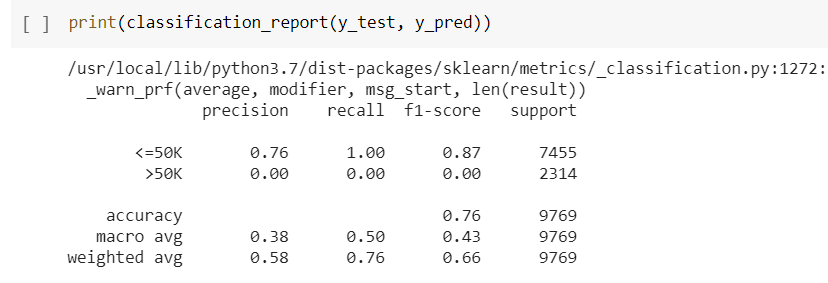 [ ] print(classification_report(y_test, y_pred))
/usr/local/lib/python3.7/dist-packages/sklearn/metrics/_classification.py:1272:
_warn_prf(average, modifier, msg_start, len(result))
precision recall f1-score support
<=50K 0.76 1.00 0.87 7455
>50K 0.00 0.00 0.00 2314
accuracy 0.76 9769
macro avg 0.38 0.50 0.43 9769
weighted avg 0.58 0.76 0.66 9769